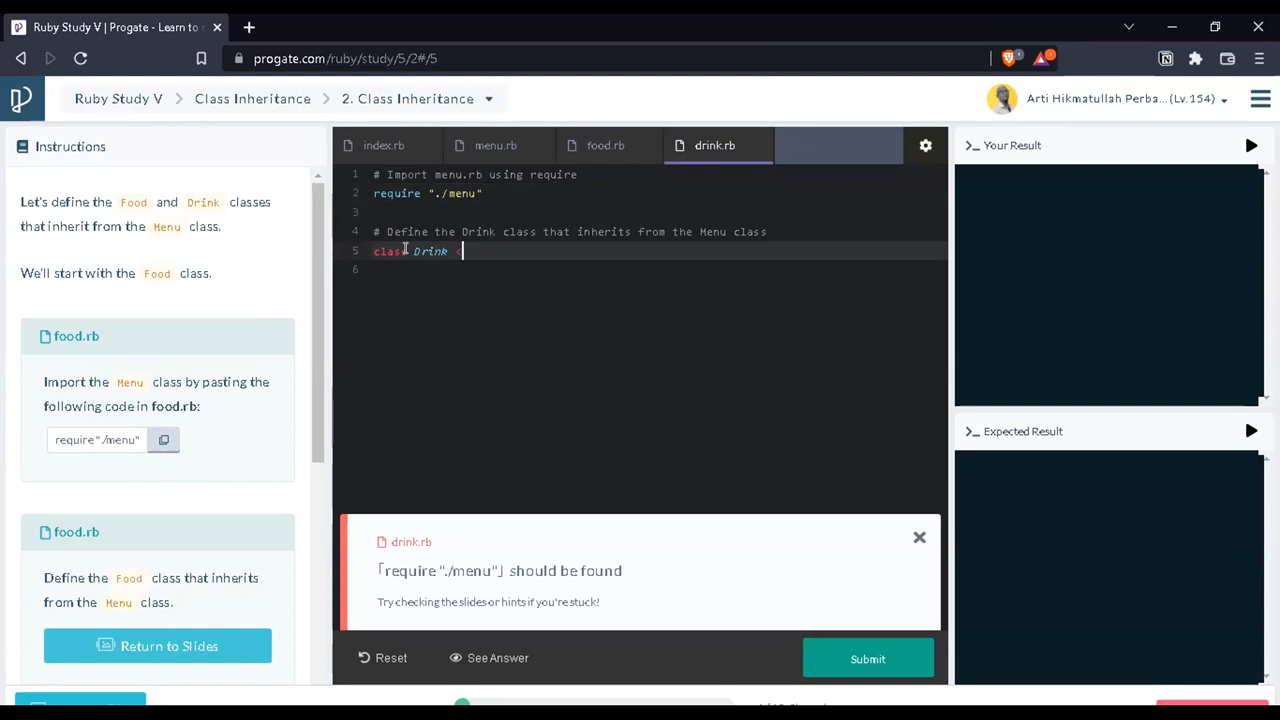 Ruby Study V | Progate - Learn to
progate.com/ruby/study/5/2#/5
Ruby Study V
Class Inheritance
2. Class Inheritance
Arti Hikmatullah Perba...(Lv.154)
Instructions
Let's define the Food and Drink classes
that inherit from the Menu class.
We'll start with the Food class.
food.rb
Import the Menu class by pasting the
following code in food.rb:
require "./menu"
food.rb
Define the Food class that inherits
from the Menu class.
Return to Slides
index.rb
menu.rb
food.rb
drink.rb
1 # Import menu.rb using require
2 require "./menu"
3
4 # Define the Drink class that inherits from the Menu class
5 class Drink <
6
drink.rb
「require "./menu"」 should be found
Try checking the slides or hints if you're stuck!
Reset
See Answer
Submit
>_ Your Result
>_ Expected Result